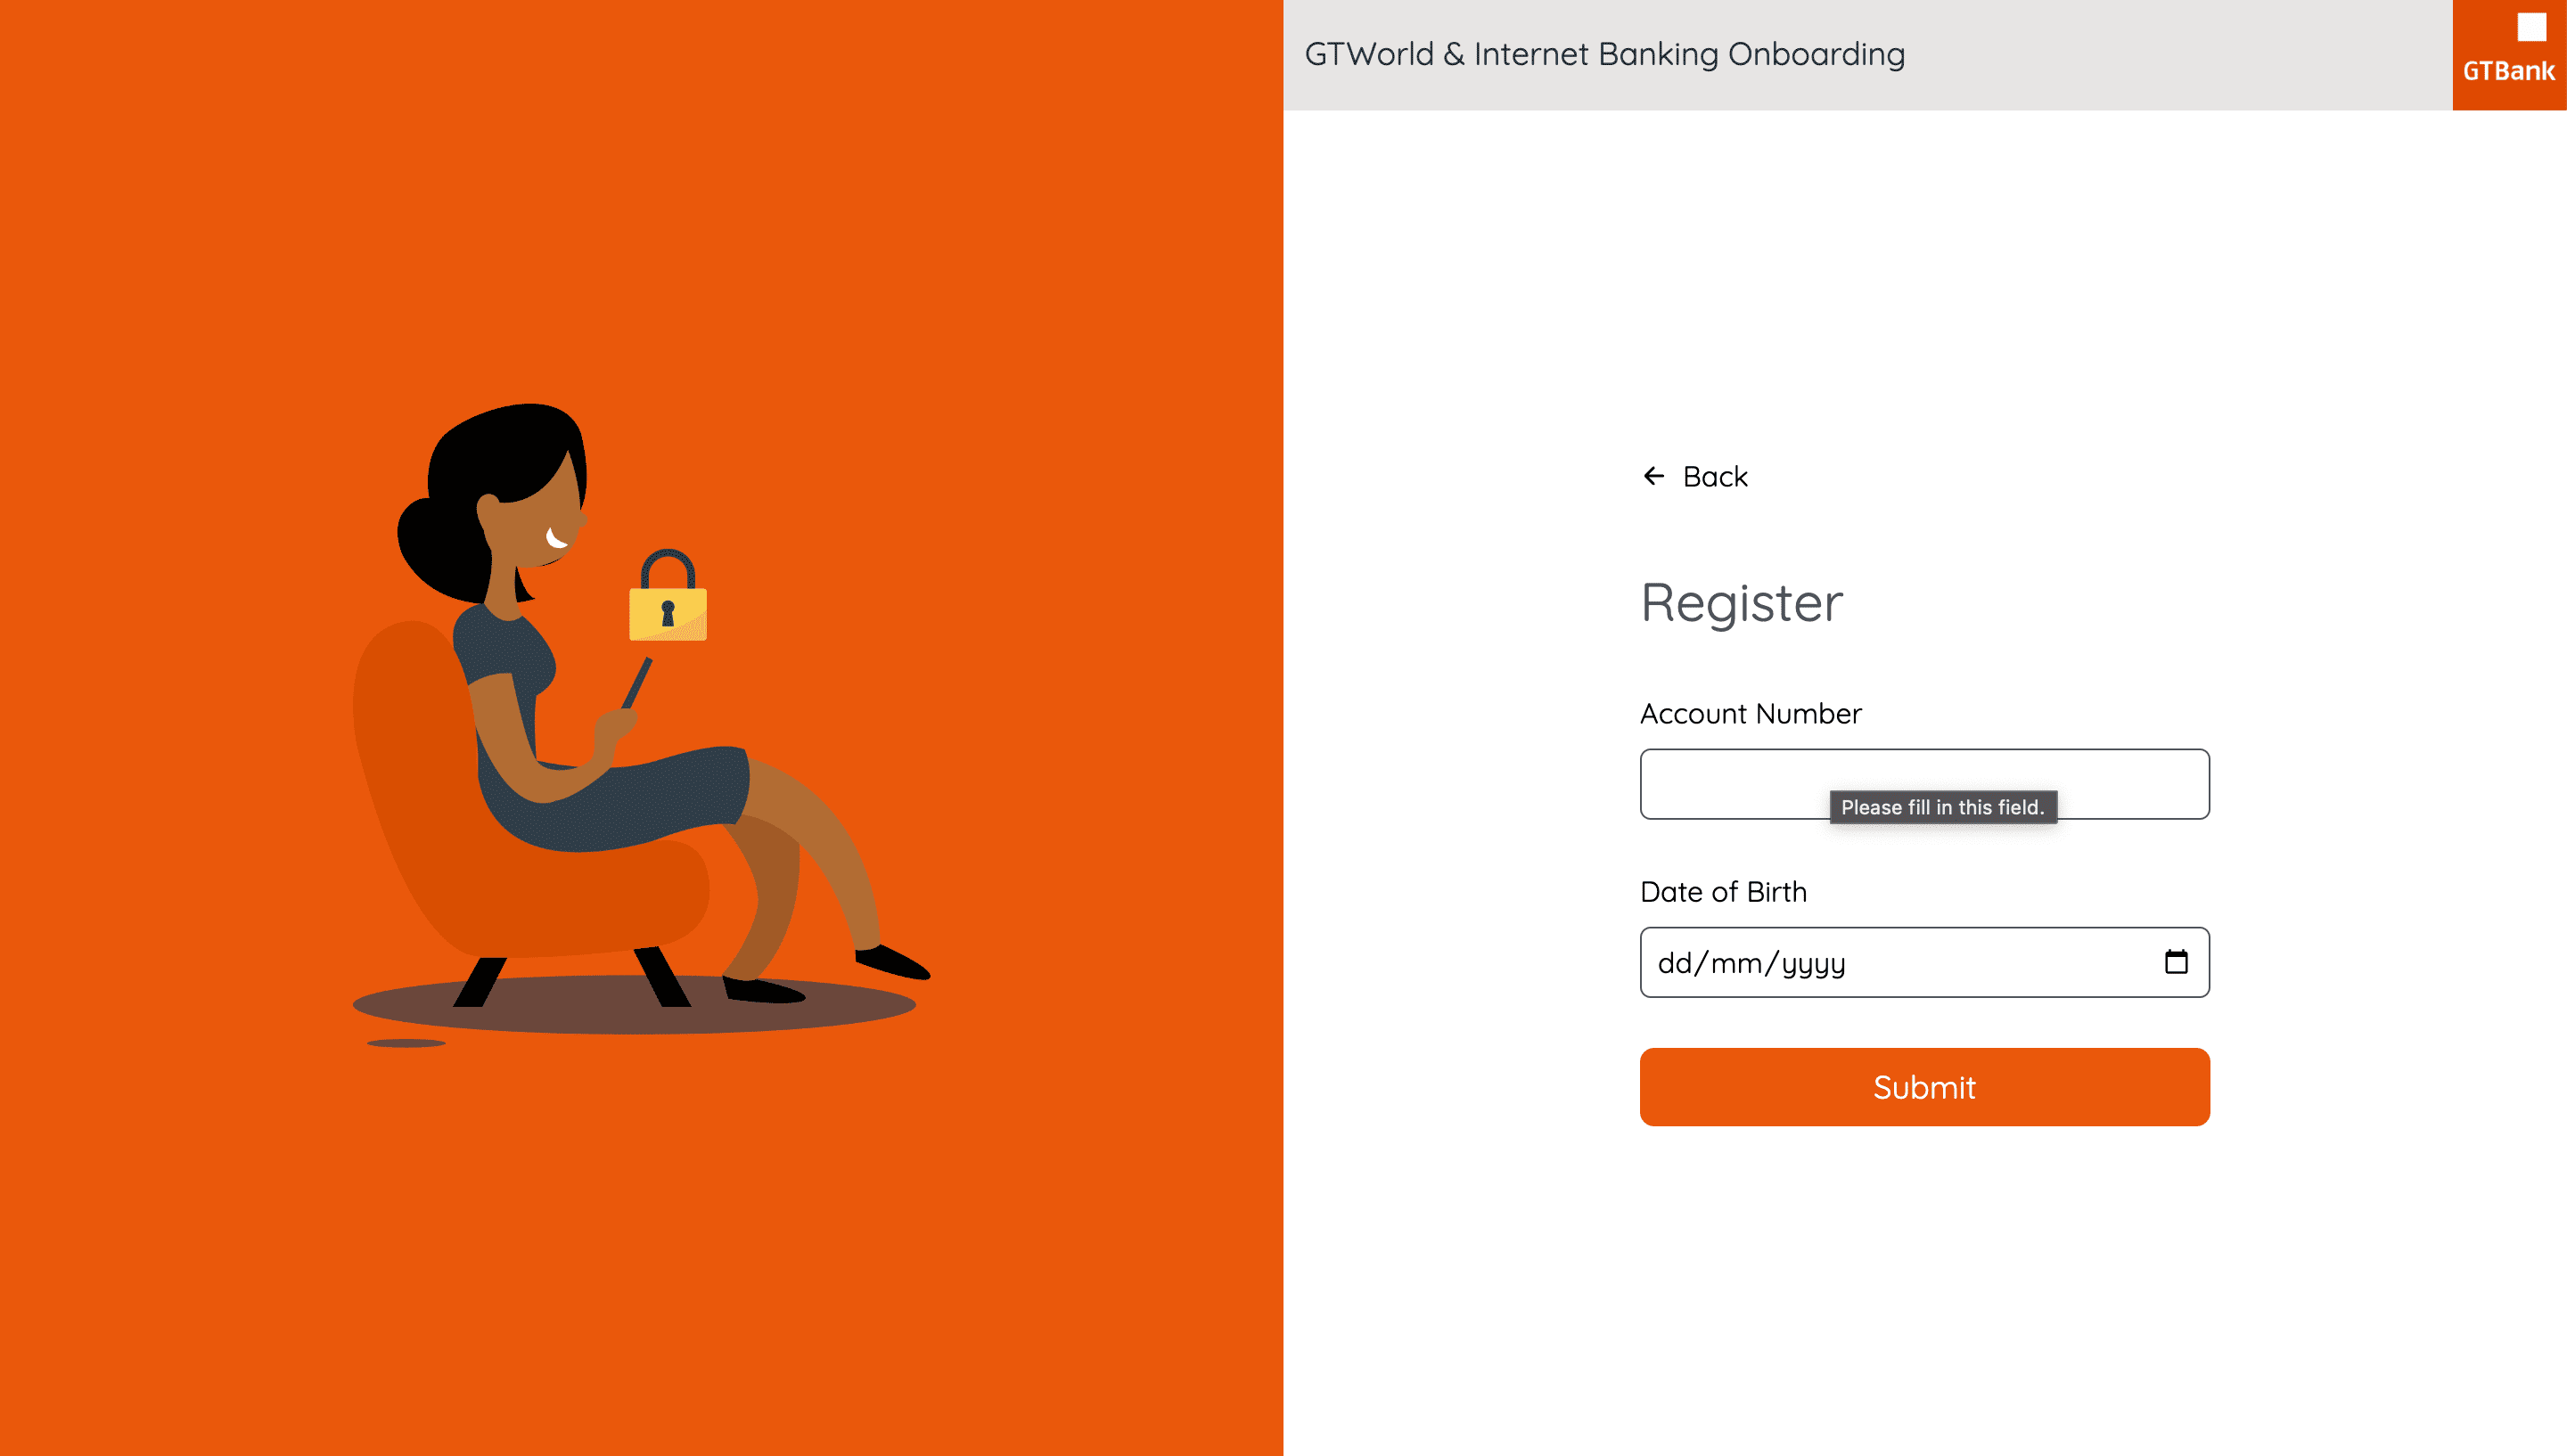 GTWorld & Internet Banking Onboarding
GTBank
Back
Register
Account Number
Please fill in this field.
Date of Birth
dd/mm/yyyy
Submit